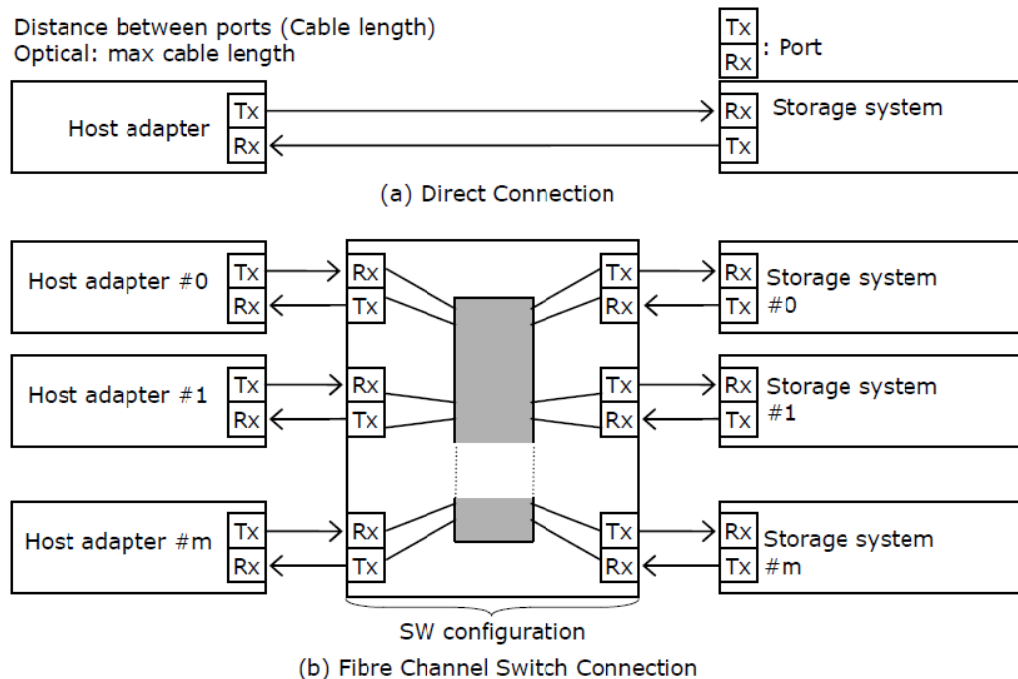 Distance between ports (Cable length)
Optical: max cable length
Tx
Rx
: Port
Host adapter
Tx
Rx
Rx
Tx
Storage system
(a) Direct Connection
Host adapter #0
Tx
Rx
Rx
Tx
Tx
Rx
Rx
Tx
Storage system
#0
Host adapter #1
Tx
Rx
Rx
Tx
Tx
Rx
Rx
Tx
Storage system
#1
Host adapter #m
Tx
Rx
Rx
Tx
Tx
Rx
Rx
Tx
Storage system
#m
SW configuration
(b) Fibre Channel Switch Connection